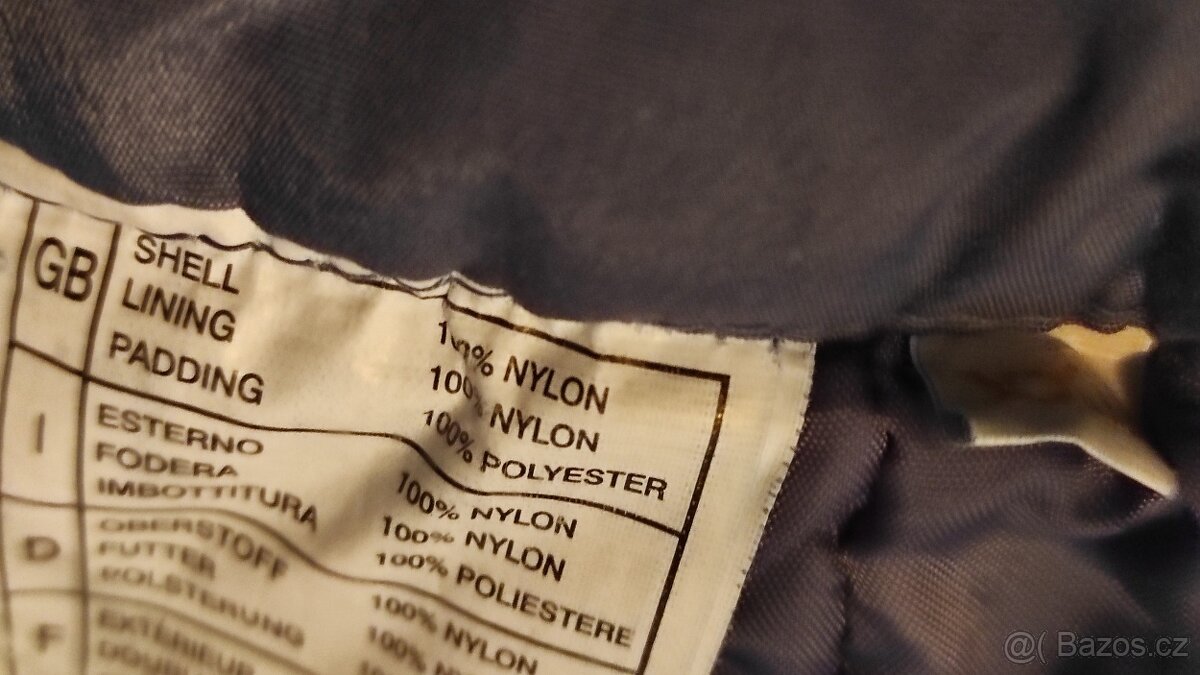 GB SHELL 100% NYLON
LINING 100% NYLON
PADDING 100% POLYESTER
I ESTERNO 100% NYLON
FODERA 100% NYLON
IMBOTTITURA 100% POLIESTERE
D OBERSTOFF 100% NYLON
FUTTER 100%
POLSTERUNG
F EXTÉRIEUR
@( Bazos.cz